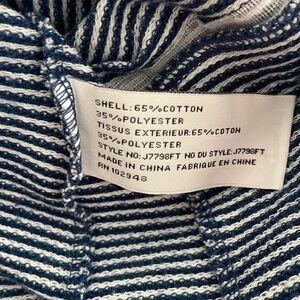 SHELL: 65%COTTON
35%POLYESTER
TISSUS EXTERIEUR:65%COTON
35%POLYESTER
STYLE NO:J7798FT NO DU STYLE:J7798FT
MADE IN CHINA FABRIQUE EN CHINE
RN 102948